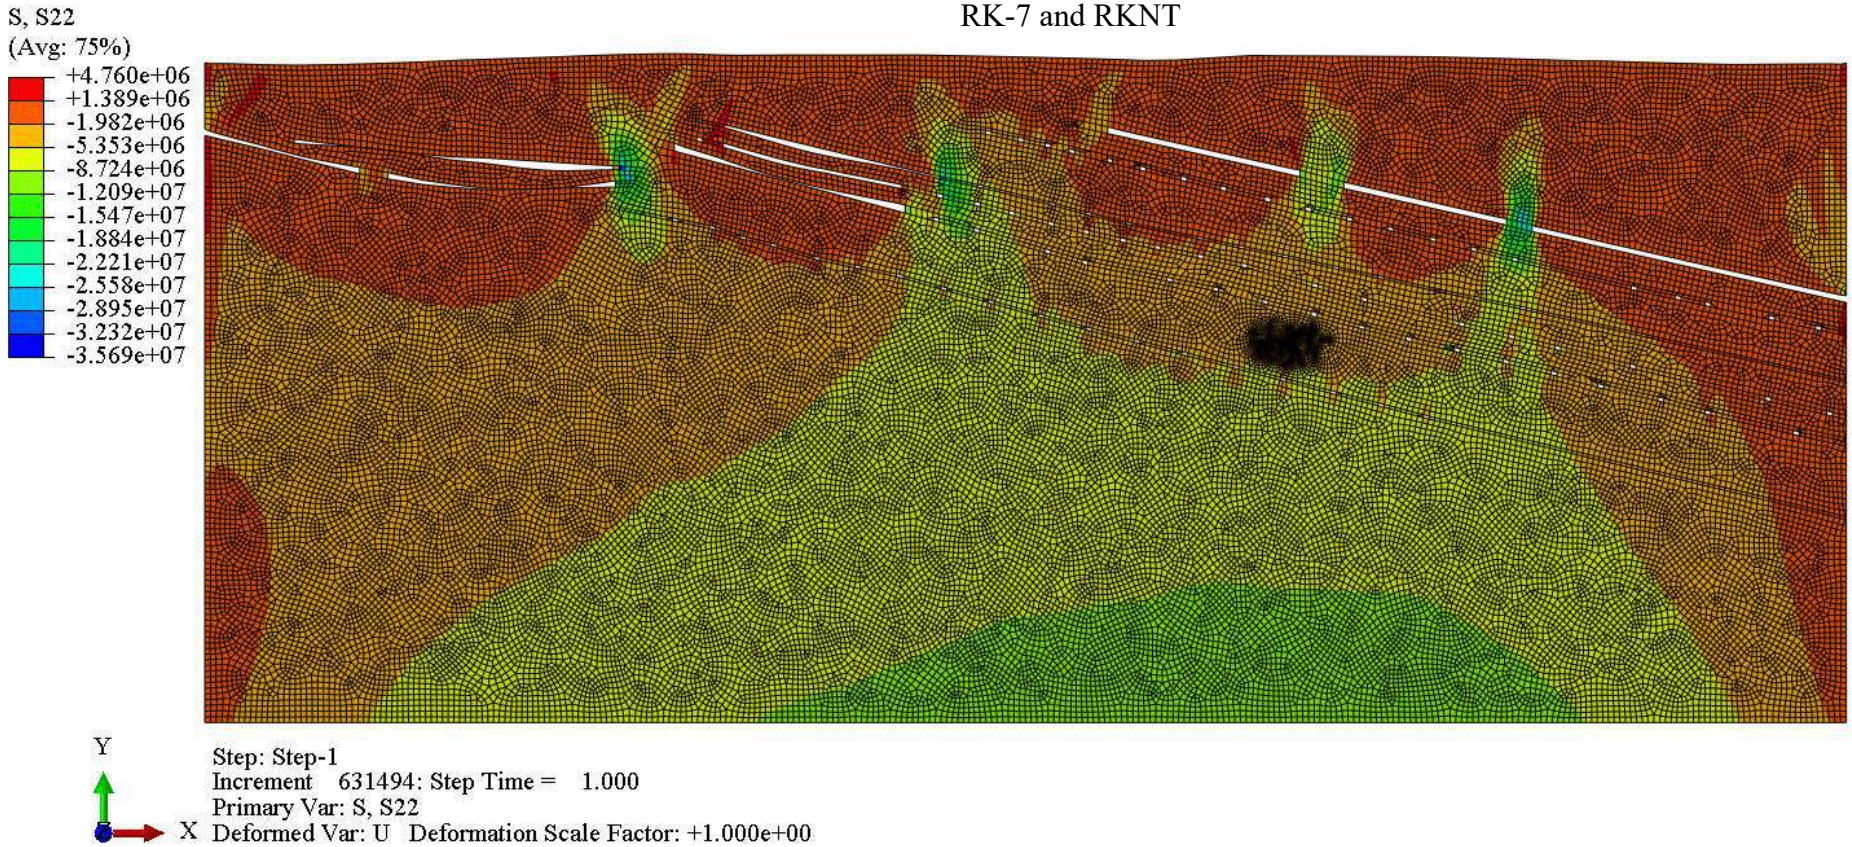 RK-7 and RKNT
S, S22
(Avg: 75%)
+4.760e+06
+1.389e+06
-1.982e+06
-5.353e+06
-8.724e+06
-1.209e+07
-1.547e+07
-1.884e+07
-2.221e+07
-2.558e+07
-2.895e+07
-3.232e+07
-3.569e+07
Y
X
Step: Step-1
Increment 631494: Step Time = 1.000
Primary Var: S, S22
Deformed Var: U Deformation Scale Factor: +1.000e+00